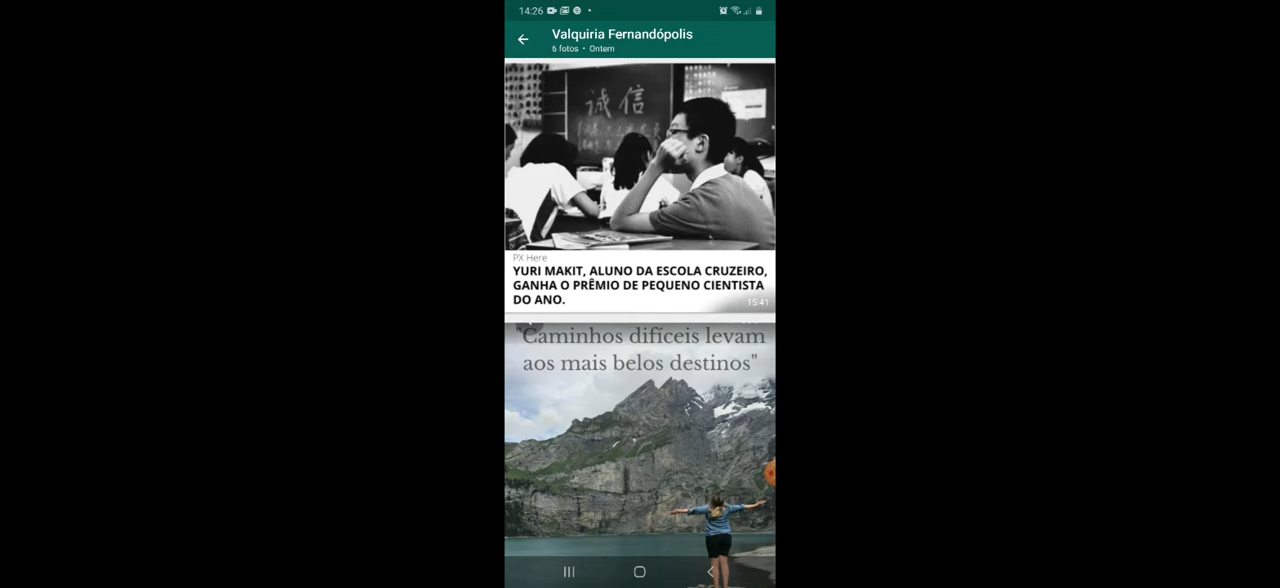 14:26
Valquiria Fernandópolis
6 fotos • Ontem
诚信
PX Here
YURI MAKIT, ALUNO DA ESCOLA CRUZEIRO,
GANHA O PRÊMIO DE PEQUENO CIENTISTA
DO ANO.
15:41
"Caminhos difíceis levam
aos mais belos destinos"